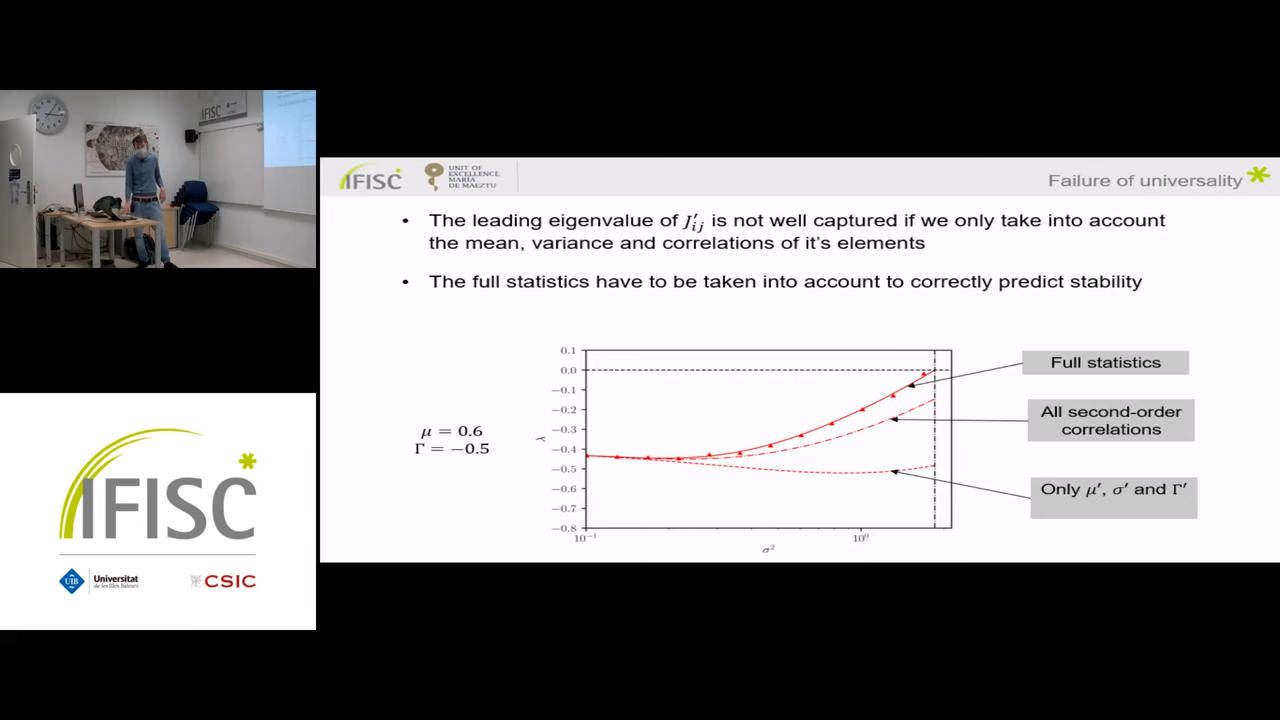 IFISC
IFISC
UNIT OF
EXCELLENCE
MARÍA
DE MAEZTU
Failure of universality
• The leading eigenvalue of J′ij is not well captured if we only take into account
the mean, variance and correlations of it's elements
• The full statistics have to be taken into account to correctly predict stability
μ = 0.6
Γ = −0.5
0.1
0.0
−0.1
−0.2
−0.3
−0.4
−0.5
−0.6
−0.7
−0.8
λ
10⁻¹
10⁰
σ²
Full statistics
All second-order
correlations
Only μ′, σ′ and Γ′
IFISC
UIB
Universitat
de les Illes Balears
CSIC